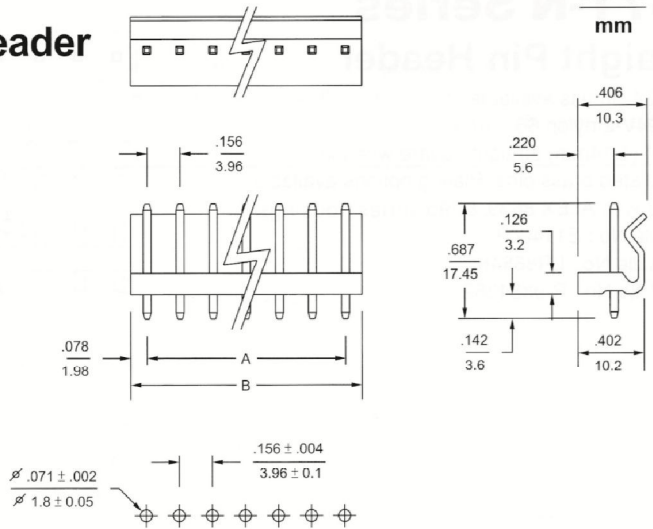 eader
mm
.406
10.3
.156
3.96
.220
5.6
.126
3.2
.687
17.45
.078
1.98
A
B
.142
3.6
.402
10.2
.156 ± .004
3.96 ± 0.1
⌀ .071 ± .002
⌀ 1.8 ± 0.05